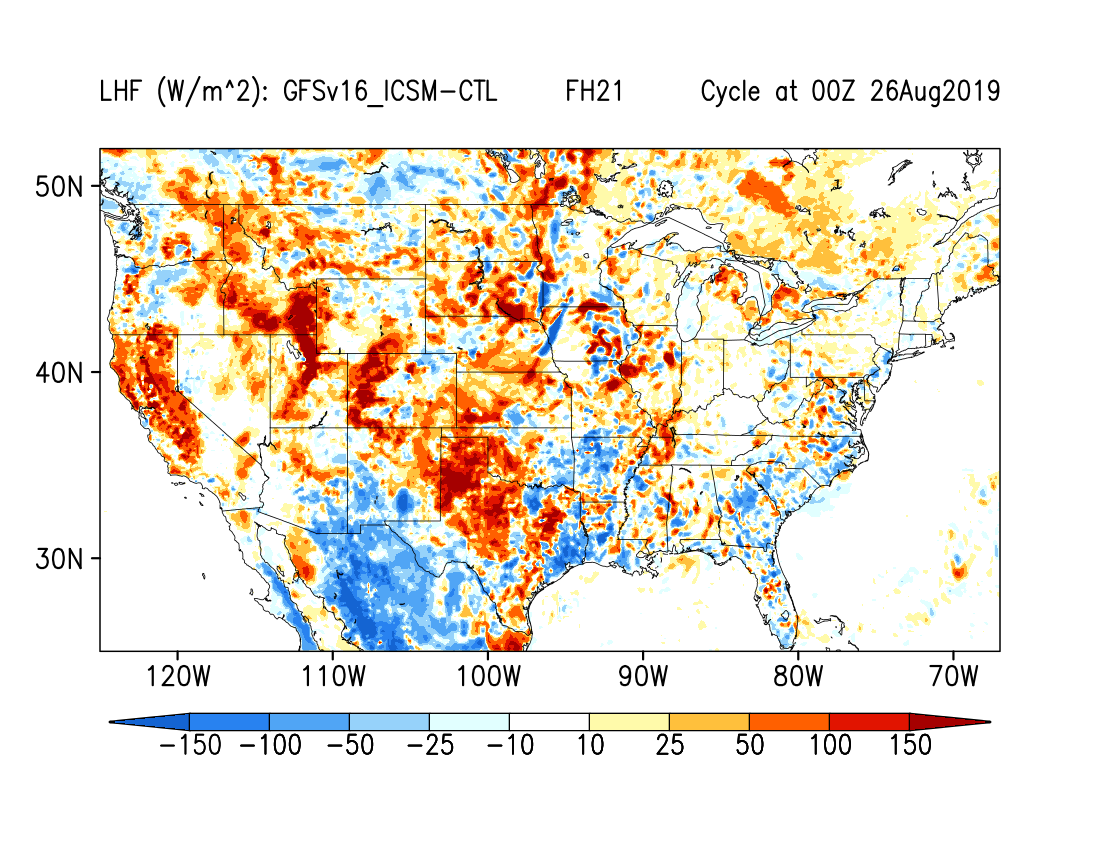 LHF (W/m^2): GFSv16_ICSM-CTL FH21 Cycle at 00Z 26Aug2019
50N
40N
30N
120W 110W 100W 90W 80W 70W
-150 -100 -50 -25 -10 10 25 50 100 150